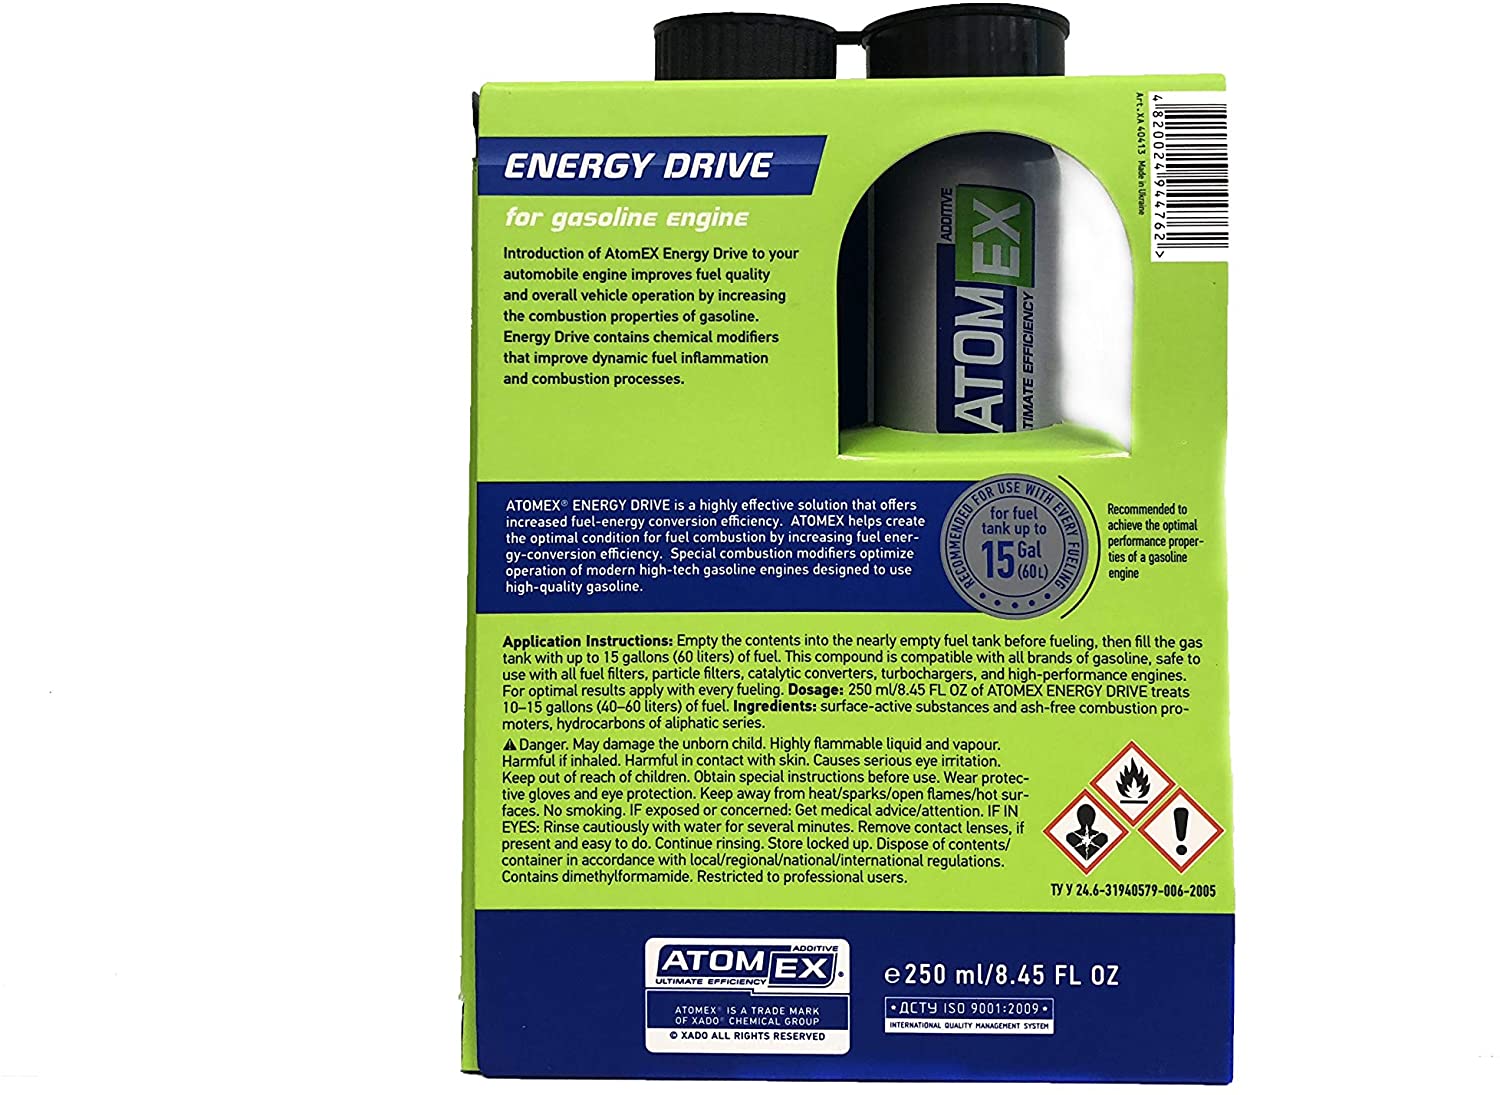 ENERGY DRIVE
for gasoline engine
Introduction of AtomEX Energy Drive to your
automobile engine improves fuel quality
and overall vehicle operation by increasing
the combustion properties of gasoline.
Energy Drive contains chemical modifiers
that improve dynamic fuel inflammation
and combustion processes.
Art.XA 40413 Made in Ukraine
4820024944762>
ADDITIVE
ATOMEX
TIMATE EFFICIENCY
ATOMEX® ENERGY DRIVE is a highly effective solution that offers
increased fuel-energy conversion efficiency. ATOMEX helps create
the optimal condition for fuel combustion by increasing fuel ener-
gy-conversion efficiency. Special combustion modifiers optimize
operation of modern high-tech gasoline engines designed to use
high-quality gasoline.
RECOMMENDED FOR USE WITH EVERY FUELING
for fuel
tank up to
15 Gal
(60L)
Recommended to
achieve the optimal
performance proper-
ties of a gasoline
engine
Application Instructions: Empty the contents into the nearly empty fuel tank before fueling, then fill the gas
tank with up to 15 gallons (60 liters) of fuel. This compound is compatible with all brands of gasoline, safe to
use with all fuel filters, particle filters, catalytic converters, turbochargers, and high-performance engines.
For optimal results apply with every fueling. Dosage: 250 ml/8.45 FL OZ of ATOMEX ENERGY DRIVE treats
10–15 gallons (40–60 liters) of fuel. Ingredients: surface-active substances and ash-free combustion pro-
moters, hydrocarbons of aliphatic series.
Danger. May damage the unborn child. Highly flammable liquid and vapour.
Harmful if inhaled. Harmful in contact with skin. Causes serious eye irritation.
Keep out of reach of children. Obtain special instructions before use. Wear protec-
tive gloves and eye protection. Keep away from heat/sparks/open flames/hot sur-
faces. No smoking. IF exposed or concerned: Get medical advice/attention. IF IN
EYES: Rinse cautiously with water for several minutes. Remove contact lenses, if
present and easy to do. Continue rinsing. Store locked up. Dispose of contents/
container in accordance with local/regional/national/international regulations.
Contains dimethylformamide. Restricted to professional users.
ТУ У 24.6-31940579-006-2005
ADDITIVE
ATOMEX®
ULTIMATE EFFICIENCY
ATOMEX® IS A TRADE MARK
OF XADO® CHEMICAL GROUP
© XADO ALL RIGHTS RESERVED
℮250 ml/8.45 FL OZ
• ДСТУ ISO 9001:2009 •
INTERNATIONAL QUALITY MANAGEMENT SYSTEM